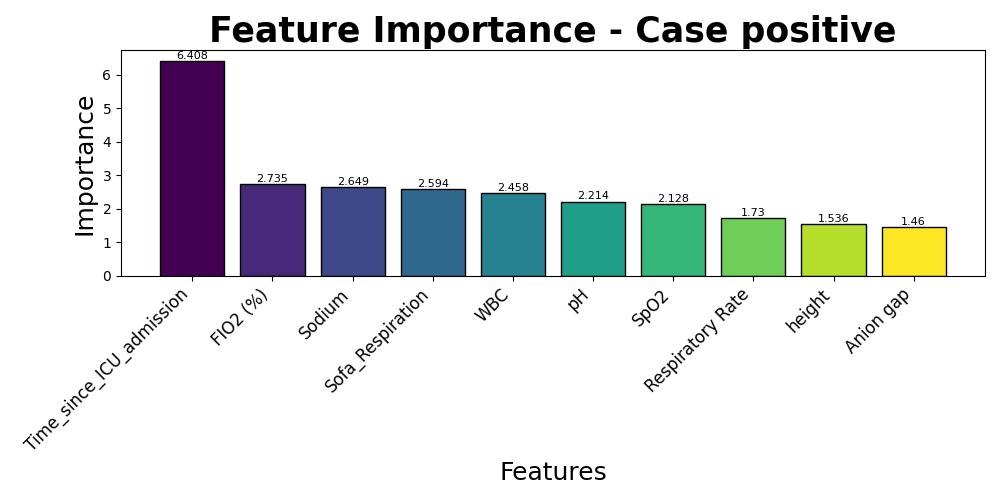 Feature Importance - Case positive
Importance
6
5
4
3
2
1
0
6.408
2.735
2.649
2.594
2.458
2.214
2.128
1.73
1.536
1.46
Time_since_ICU_admission
FIO2 (%)
Sodium
Sofa_Respiration
WBC
pH
SpO2
Respiratory Rate
height
Anion gap
Features